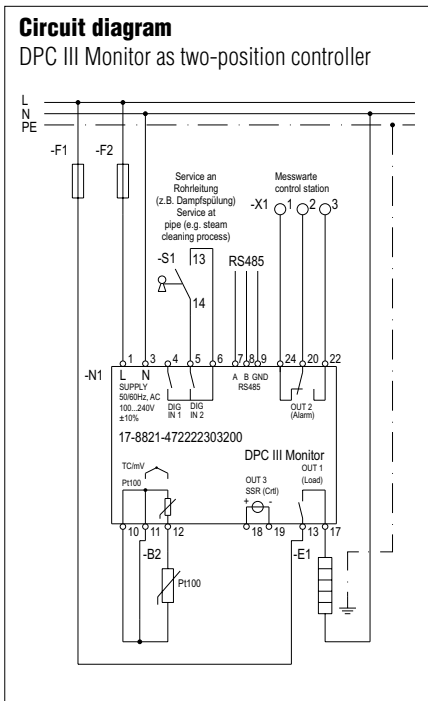 Circuit diagram
DPC III Monitor as two-position controller
L
N
PE
-F1
-F2
Service an
Rohrleitung
(z.B. Dampfspülung)
Service at
pipe (e.g. steam
cleaning process)
Messwarte
control station
-X1 1 2 3
-S1 13
RS485
14
-N1
1 3 4 5 6 7 8 9 24 20 22
L N
A B GND
RS485
SUPPLY
50/60Hz, AC
100...240V
±10%
DIG
IN 1
DIG
IN 2
OUT 2
(Alarm)
17-8821-472222303200
DPC III Monitor
TC/mV
Pt100
OUT 3
SSR (Crtl)
+ -
OUT 1
(Load)
10 11 12 18 19 13 17
-B2
-E1
Pt100